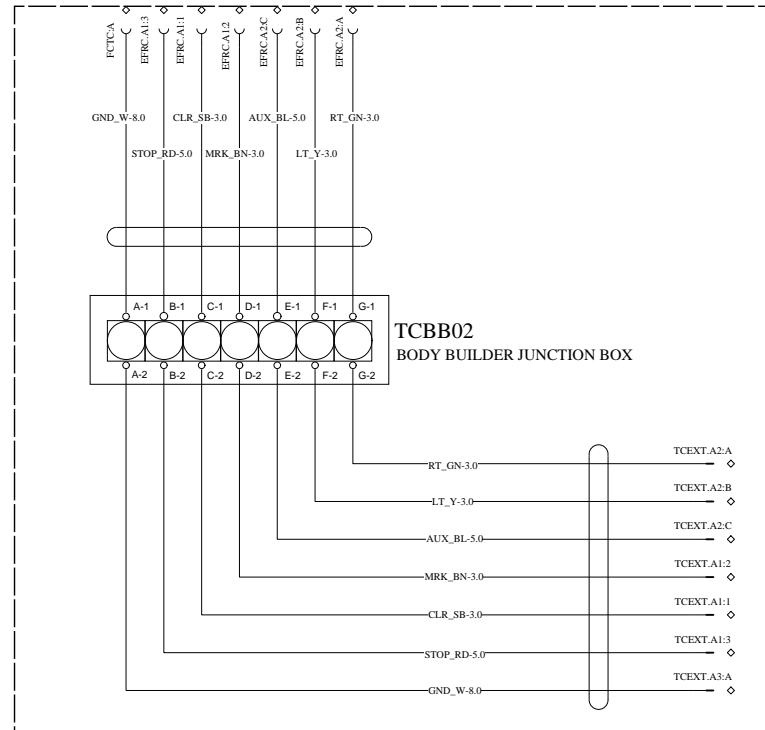 FCTC:A
EFRC.A1:3
EFRC.A1:1
EFRC.A1:2
EFRC.A2:C
EFRC.A2:B
EFRC.A2:A
GND_W-8.0
CLR_SB-3.0
AUX_BL-5.0
RT_GN-3.0
STOP_RD-5.0
MRK_BN-3.0
LT_Y-3.0
A-1
B-1
C-1
D-1
E-1
F-1
G-1
TCBB02
BODY BUILDER JUNCTION BOX
A-2
B-2
C-2
D-2
E-2
F-2
G-2
RT_GN-3.0
TCEXT.A2:A
LT_Y-3.0
TCEXT.A2:B
AUX_BL-5.0
TCEXT.A2:C
MRK_BN-3.0
TCEXT.A1:2
CLR_SB-3.0
TCEXT.A1:1
STOP_RD-5.0
TCEXT.A1:3
GND_W-8.0
TCEXT.A3:A